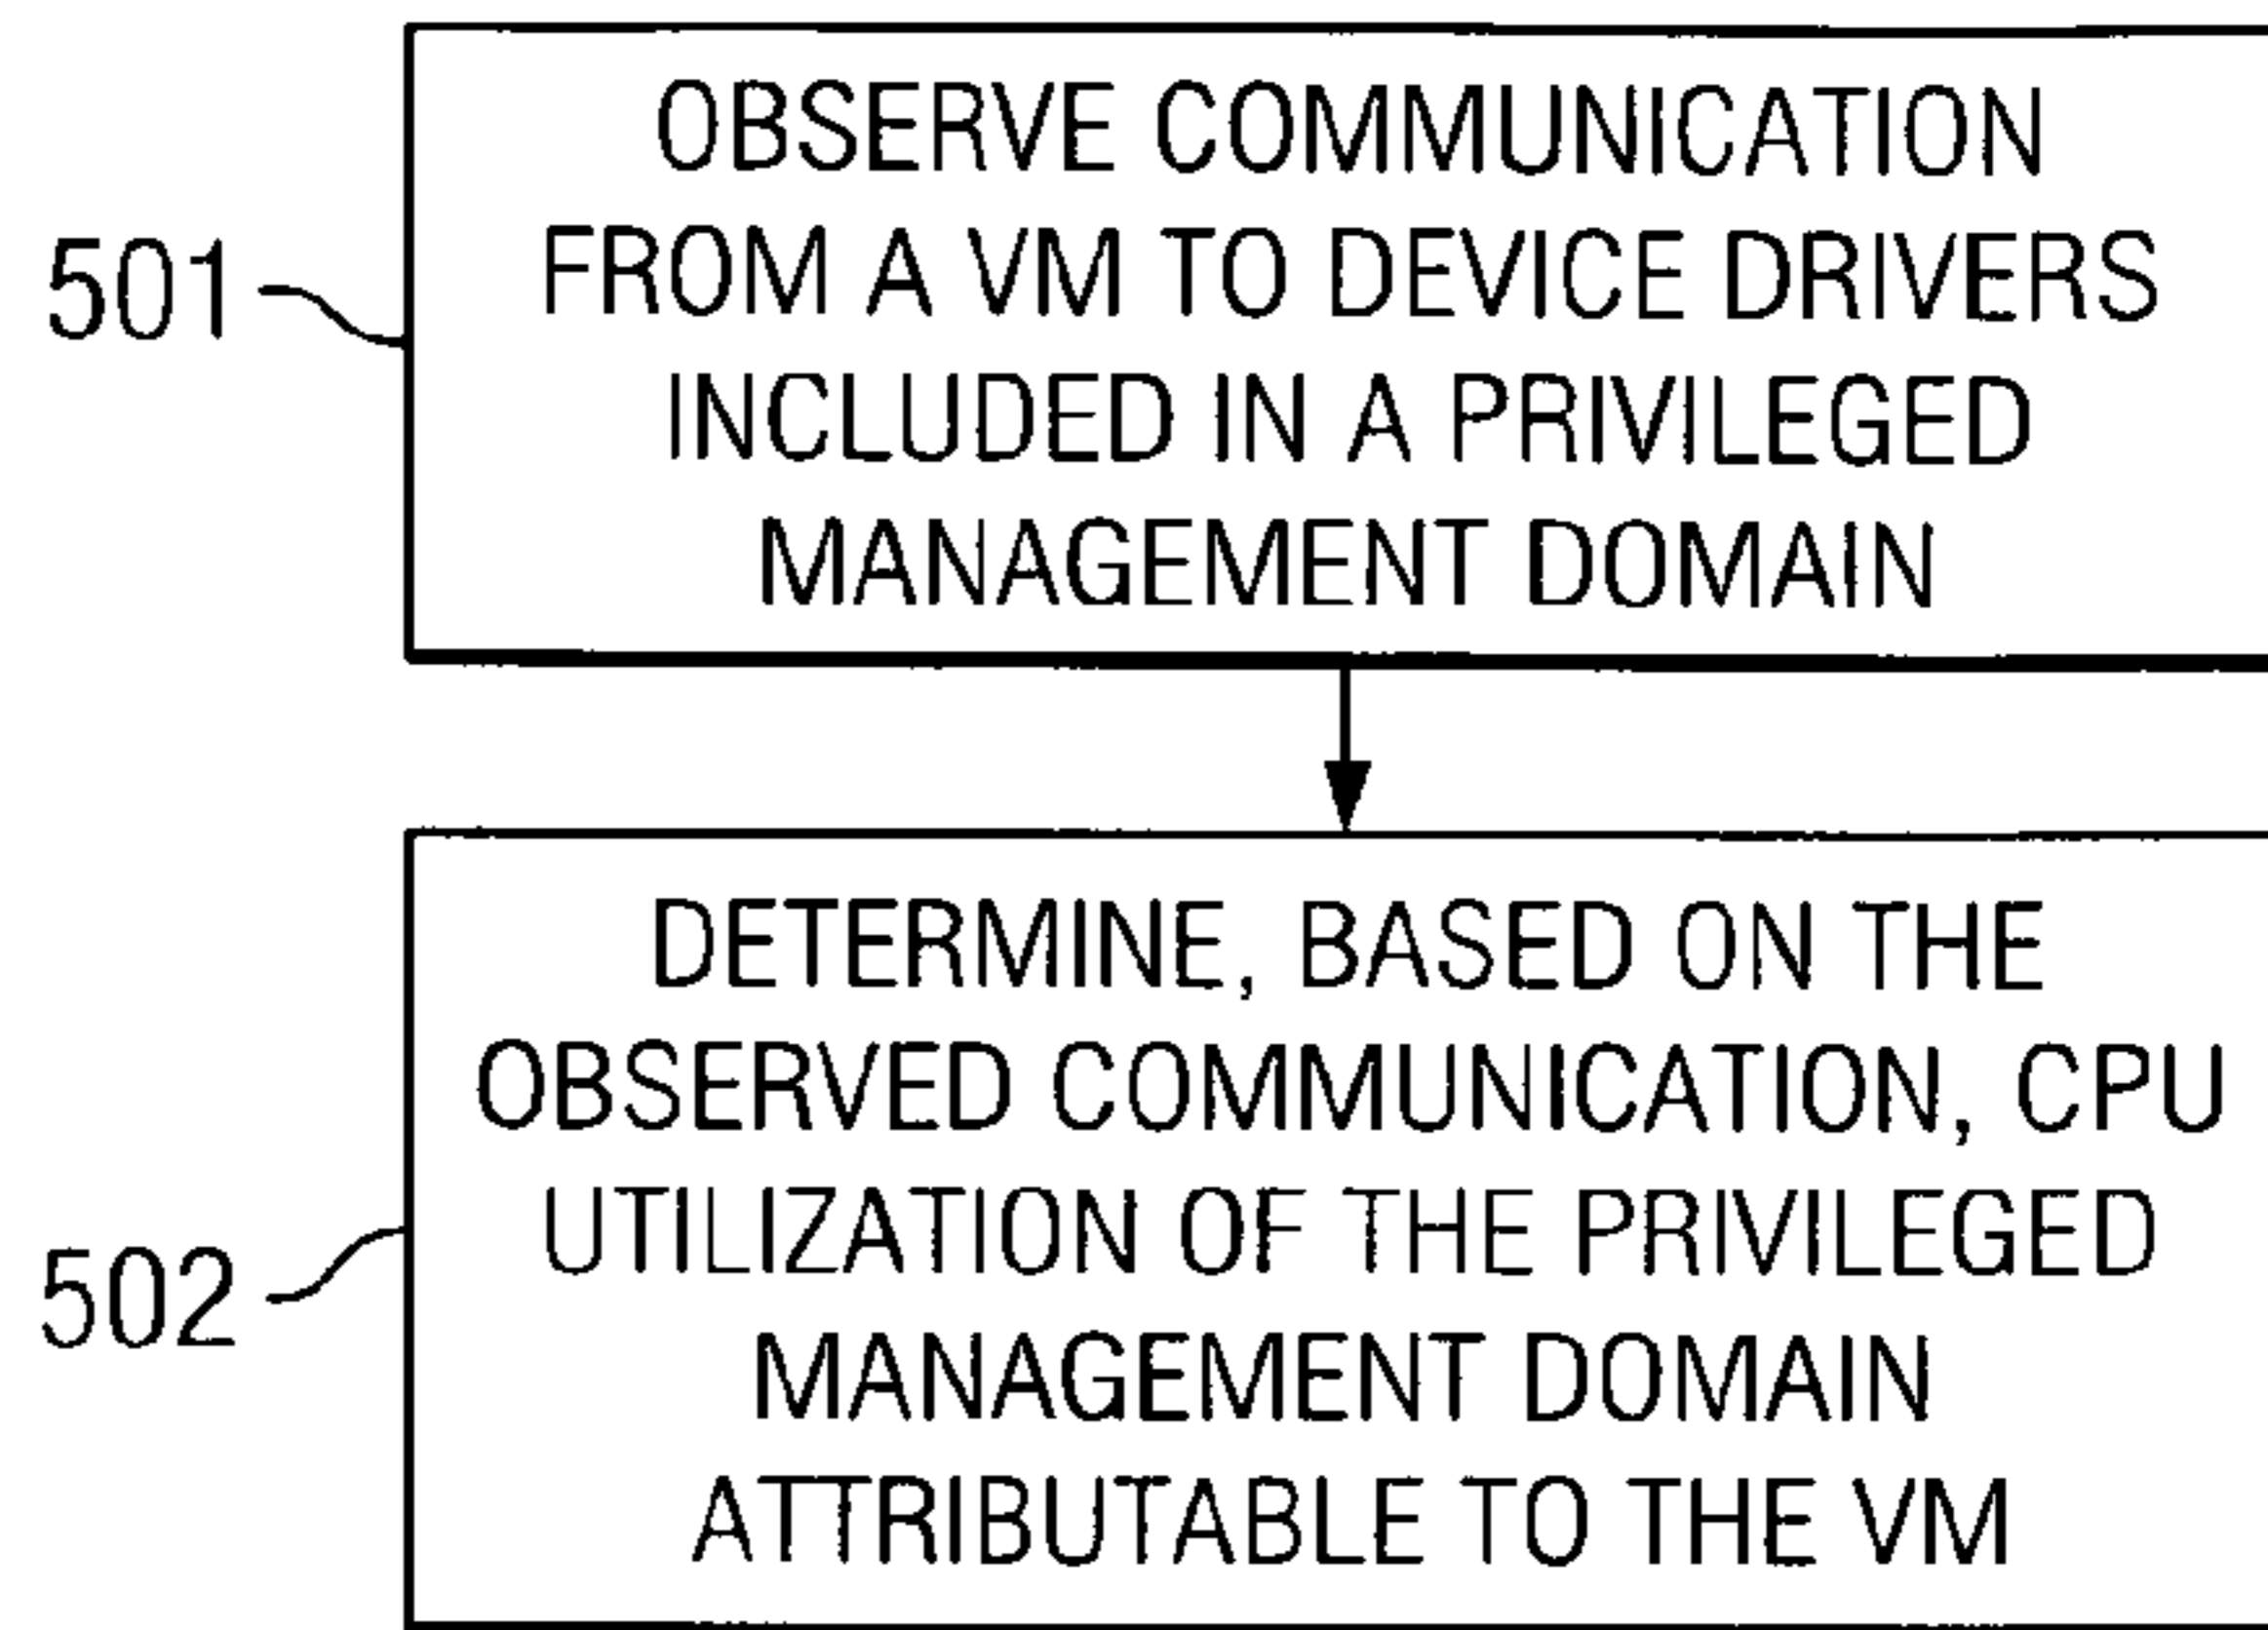 501
OBSERVE COMMUNICATION
FROM A VM TO DEVICE DRIVERS
INCLUDED IN A PRIVILEGED
MANAGEMENT DOMAIN
502
DETERMINE, BASED ON THE
OBSERVED COMMUNICATION, CPU
UTILIZATION OF THE PRIVILEGED
MANAGEMENT DOMAIN
ATTRIBUTABLE TO THE VM